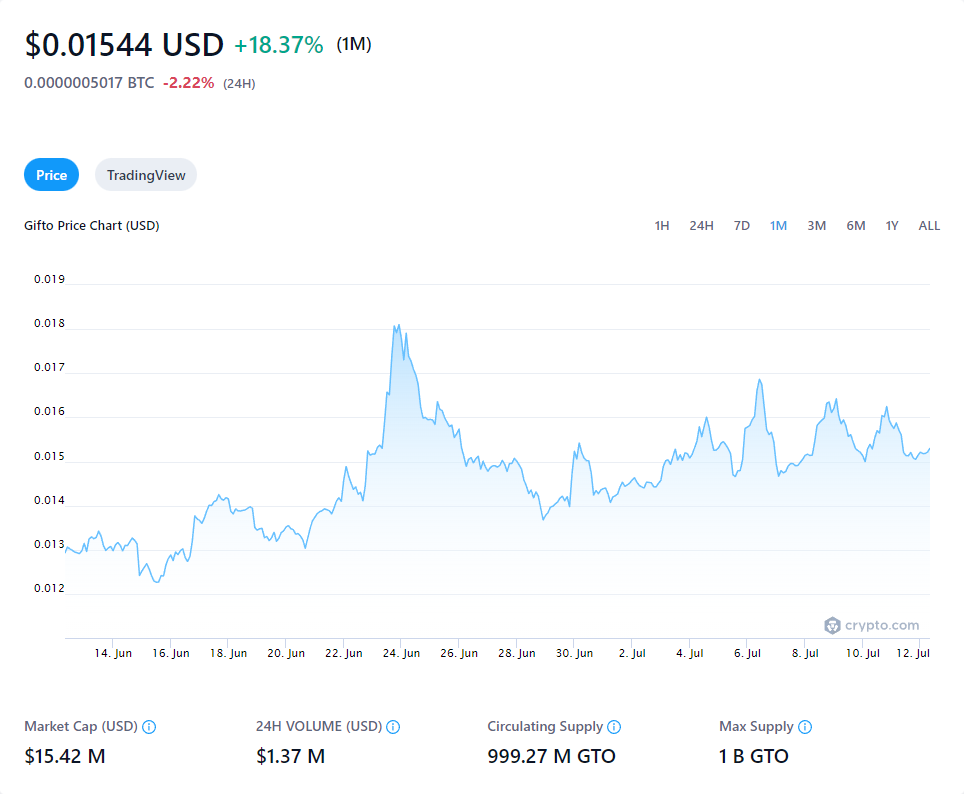 $0.01544 USD +18.37% (1M)
0.0000005017 BTC -2.22% (24H)
Price TradingView
Gifto Price Chart (USD) 1H 24H 7D 1M 3M 6M 1Y ALL
0.019
0.018
0.017
0.016
0.015
0.014
0.013
0.012
crypto.com
14. Jun 16. Jun 18. Jun 20. Jun 22. Jun 24. Jun 26. Jun 28. Jun 30. Jun 2. Jul 4. Jul 6. Jul 8. Jul 10. Jul 12. Jul
Market Cap (USD) 24H VOLUME (USD) Circulating Supply Max Supply
$15.42 M $1.37 M 999.27 M GTO 1 B GTO